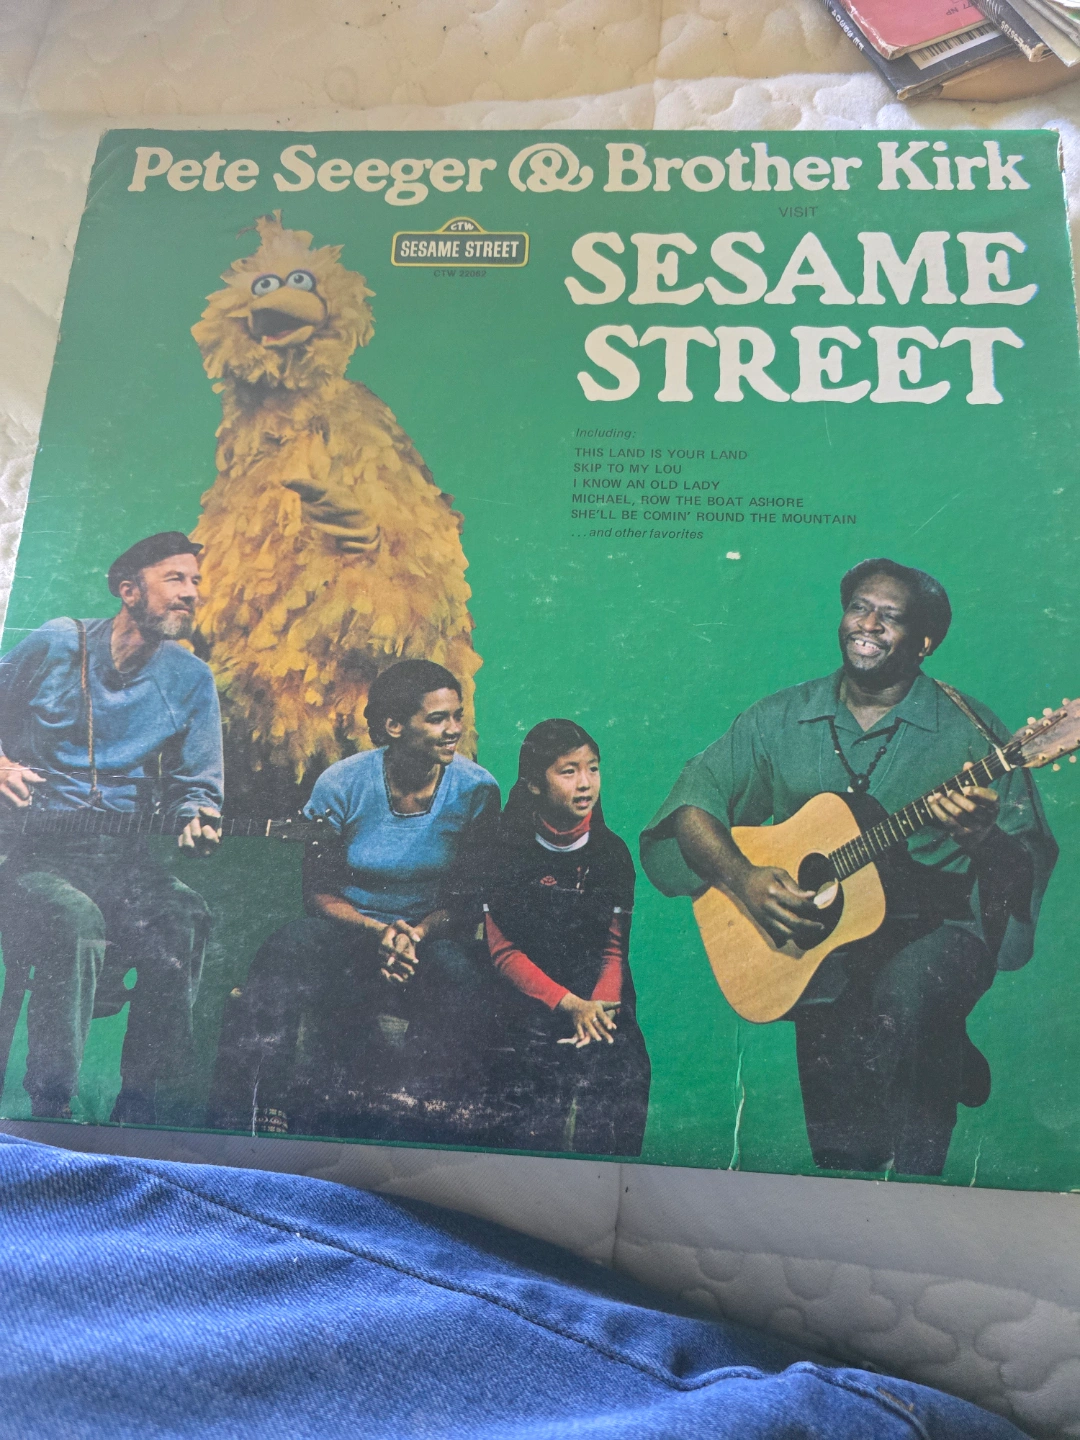 Pete Seeger & Brother Kirk
VISIT
SESAME
STREET
CTW
SESAME STREET
CTW 22062
Including:
THIS LAND IS YOUR LAND
SKIP TO MY LOU
I KNOW AN OLD LADY
MICHAEL, ROW THE BOAT ASHORE
SHE'LL BE COMIN' ROUND THE MOUNTAIN
...and other favorites